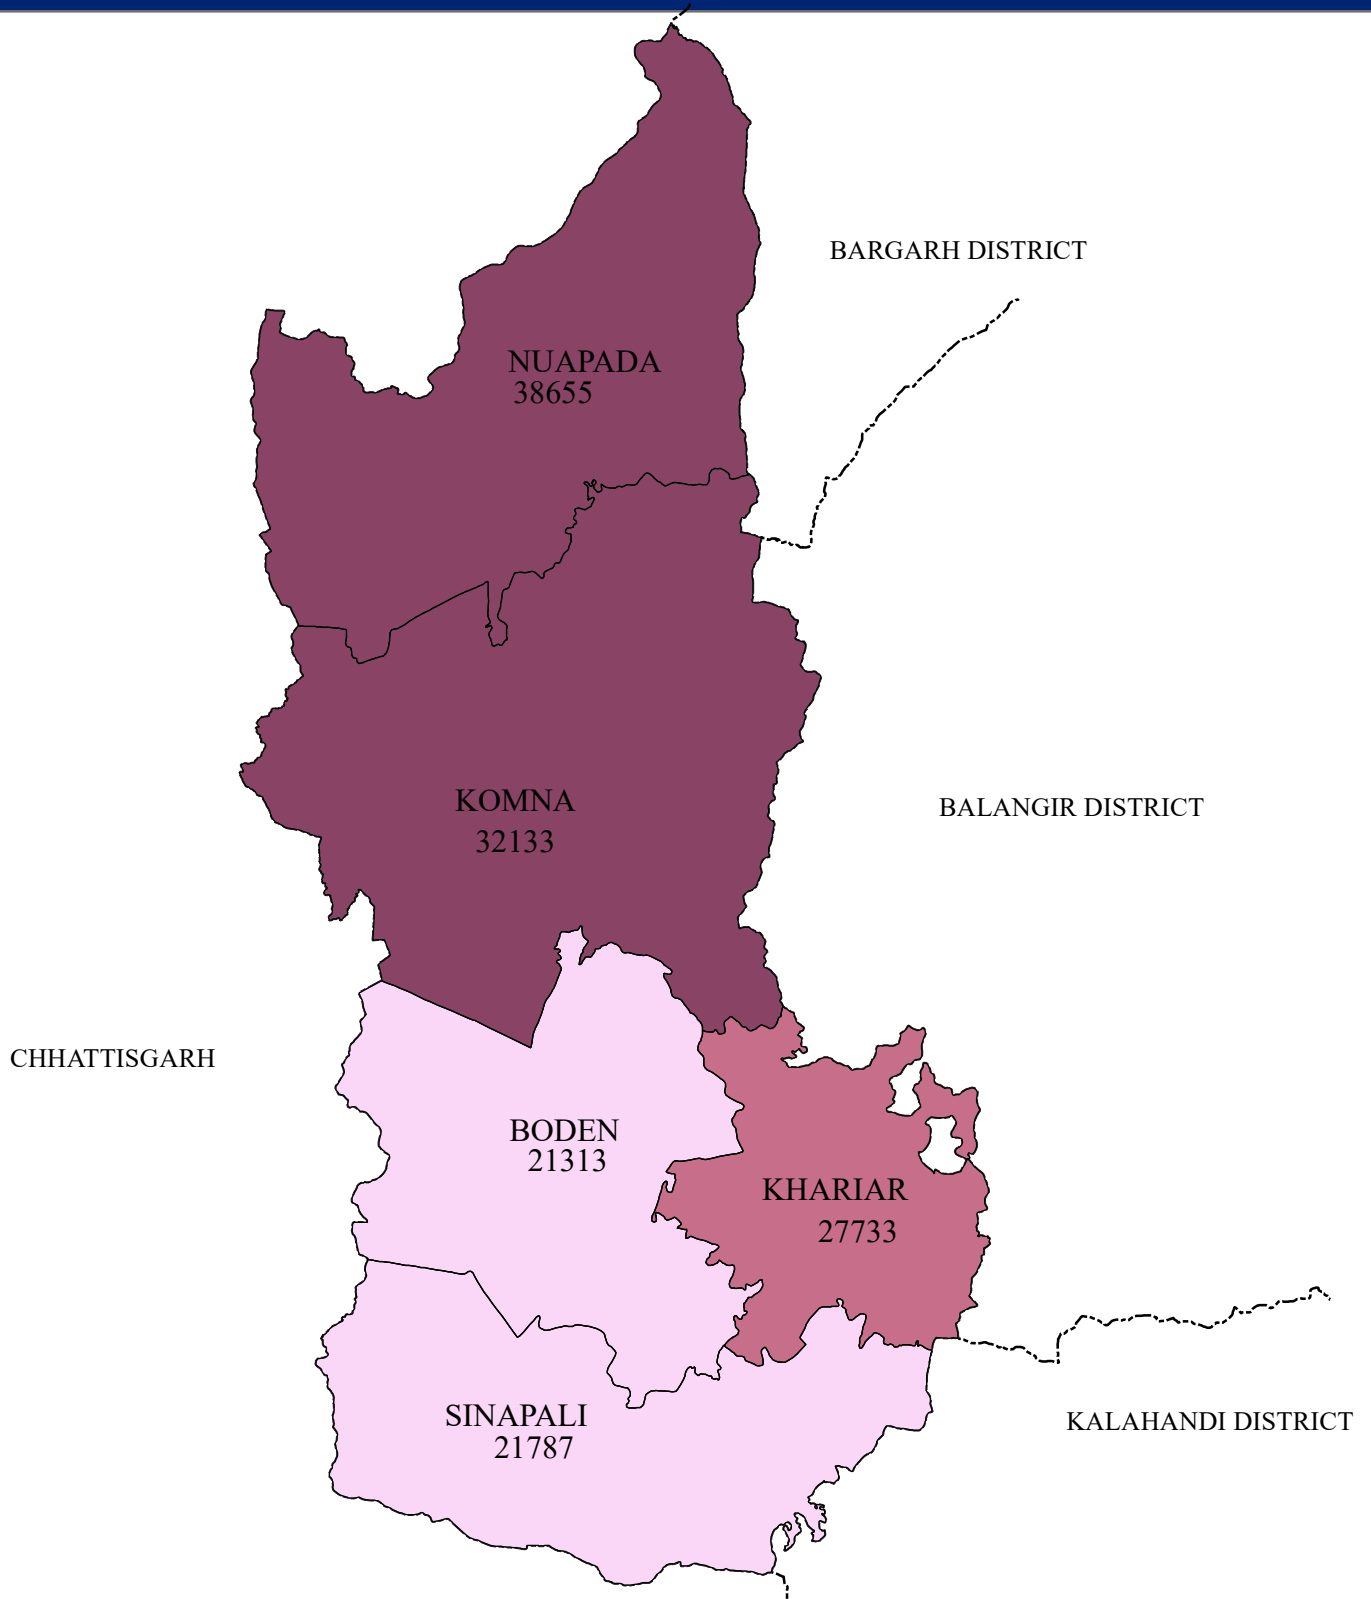 BARGARH DISTRICT
NUAPADA
38655
KOMNA
32133
BALANGIR DISTRICT
CHHATTISGARH
BODEN
21313
KHARIAR
27733
SINAPALI
21787
KALAHANDI DISTRICT